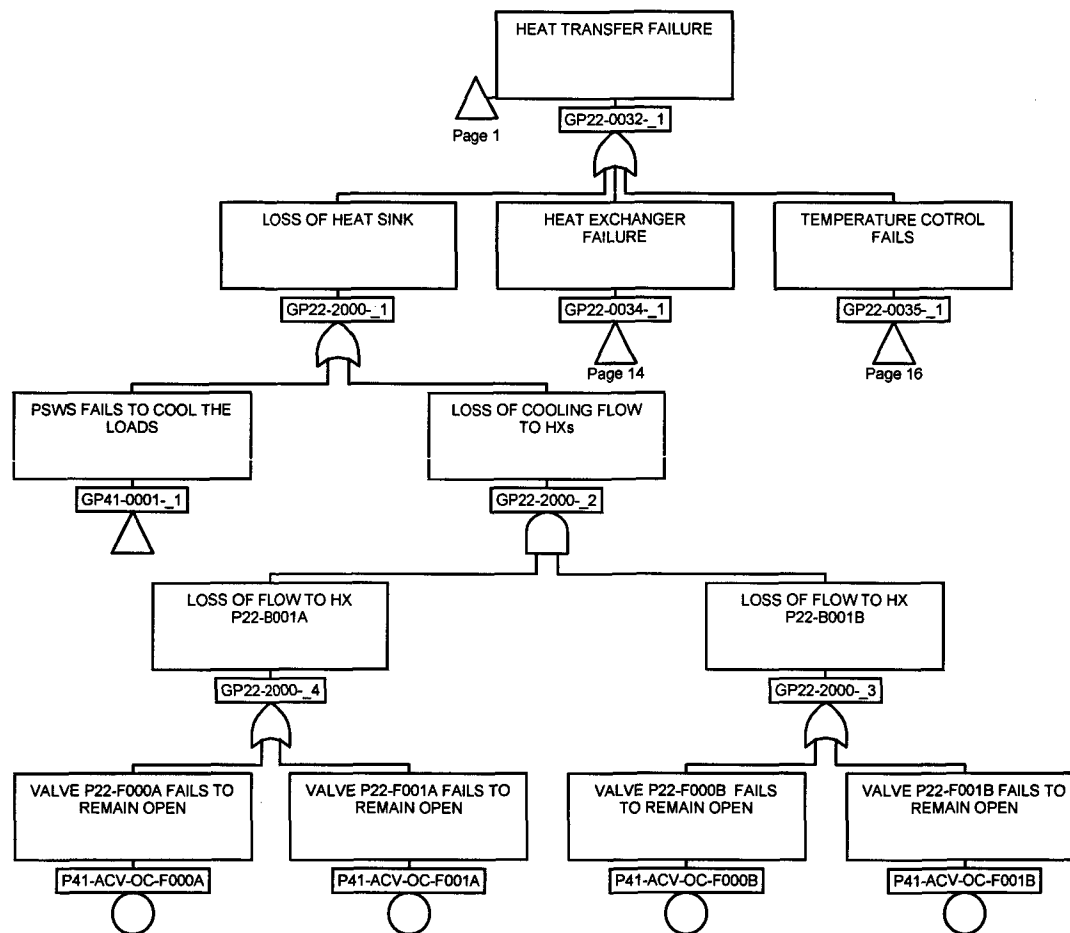 HEAT TRANSFER FAILURE
Page 1
GP22-0032-_1
LOSS OF HEAT SINK
HEAT EXCHANGER
FAILURE
TEMPERATURE COTROL
FAILS
GP22-2000-_1
GP22-0034-_1
GP22-0035-_1
Page 14
Page 16
PSWS FAILS TO COOL THE
LOADS
LOSS OF COOLING FLOW
TO HXs
GP41-0001-_1
GP22-2000-_2
LOSS OF FLOW TO HX
P22-B001A
LOSS OF FLOW TO HX
P22-B001B
GP22-2000-_4
GP22-2000-_3
VALVE P22-F000A FAILS TO
REMAIN OPEN
VALVE P22-F001A FAILS TO
REMAIN OPEN
VALVE P22-F000B FAILS
TO REMAIN OPEN
VALVE P22-F001B FAILS TO
REMAIN OPEN
P41-ACV-OC-F000A
P41-ACV-OC-F001A
P41-ACV-OC-F000B
P41-ACV-OC-F001B